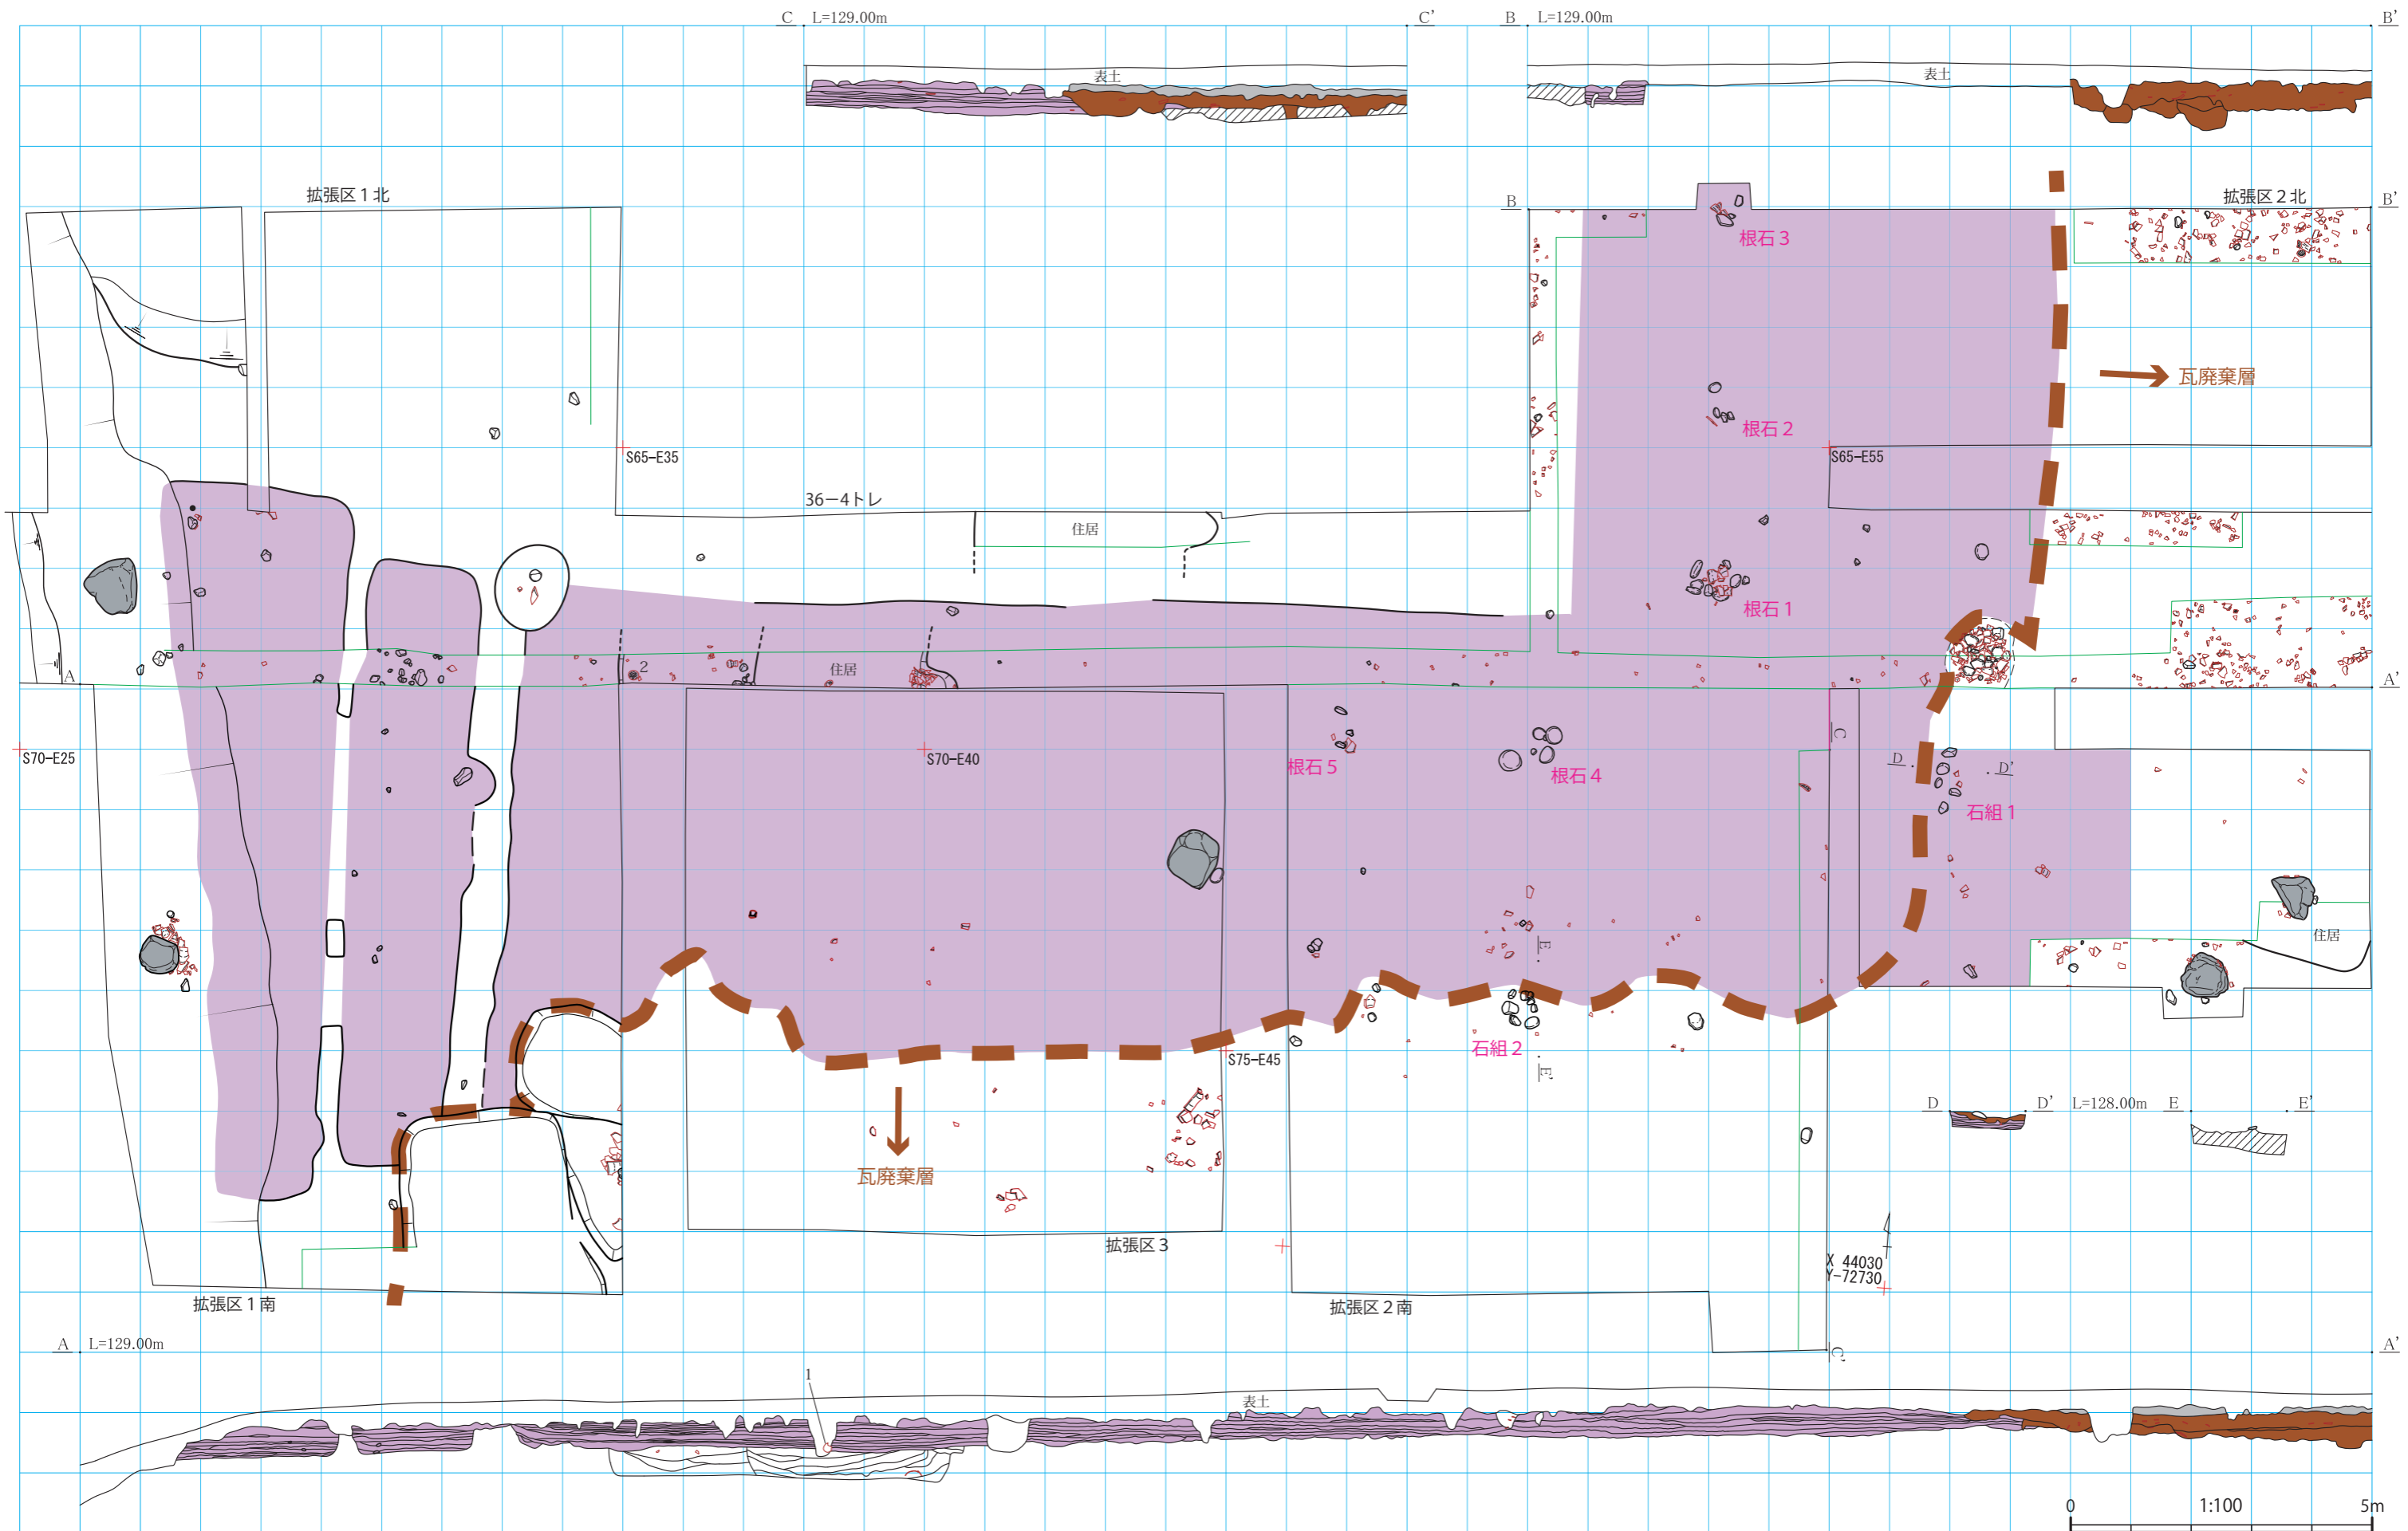 C L=129.00m C' B L=129.00m B'
表土 表土
拡張区1北 B 拡張区2北 B'
根石3
瓦廃棄層
根石2
S65-E35 S65-E55
36-4トレ
住居
根石1
2 住居
A A'
S70-E25 S70-E40 根石5 根石4 C D D'
石組1
住居
E
S75-E45 石組2
E'
D D' L=128.00m E E'
瓦廃棄層
拡張区3
X 44030
Y-72730
拡張区1南 拡張区2南
A L=129.00m C' A'
1
表土
0 1:100 5m